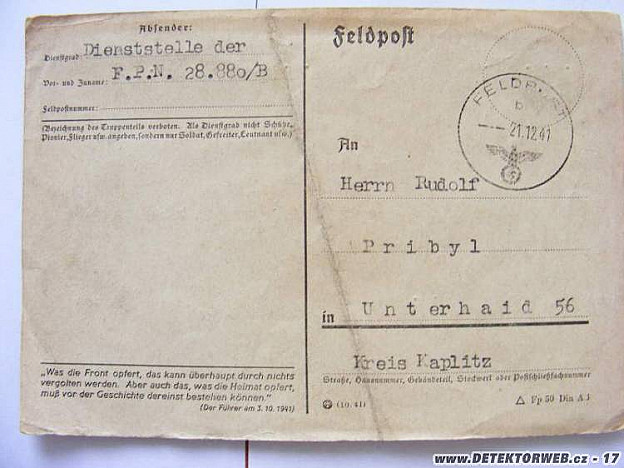 Absender:
Dienstgrad: Dienststelle der
Vor- und Zuname: F.P.N. 28.880/B
Feldpostnummer:
(Bezeichnung des Truppenteils verboten. Als Dienstgrad nicht Schütze,
Pionier, Flieger usw. angeben, sondern nur Soldat, Gefreiter, Leutnant usw.)
„Was die Front opfert, das kann überhaupt durch nichts
vergolten werden. Aber auch das, was die Heimat opfert,
muß vor der Geschichte dereinst bestehen können.“
(Der Führer am 3. 10. 1941)
Feldpost
FELDPOST
b
21.12.41
An
Herrn Rudolf
Pribyl
in Unterhaid 56
Kreis Kaplitz
Straße, Hausnummer, Gebäudeteil, Stockwerk oder Postschließfachnummer
(10. 41)
Fp 50 Din A
www.DETEKTORWEB.cz - 17